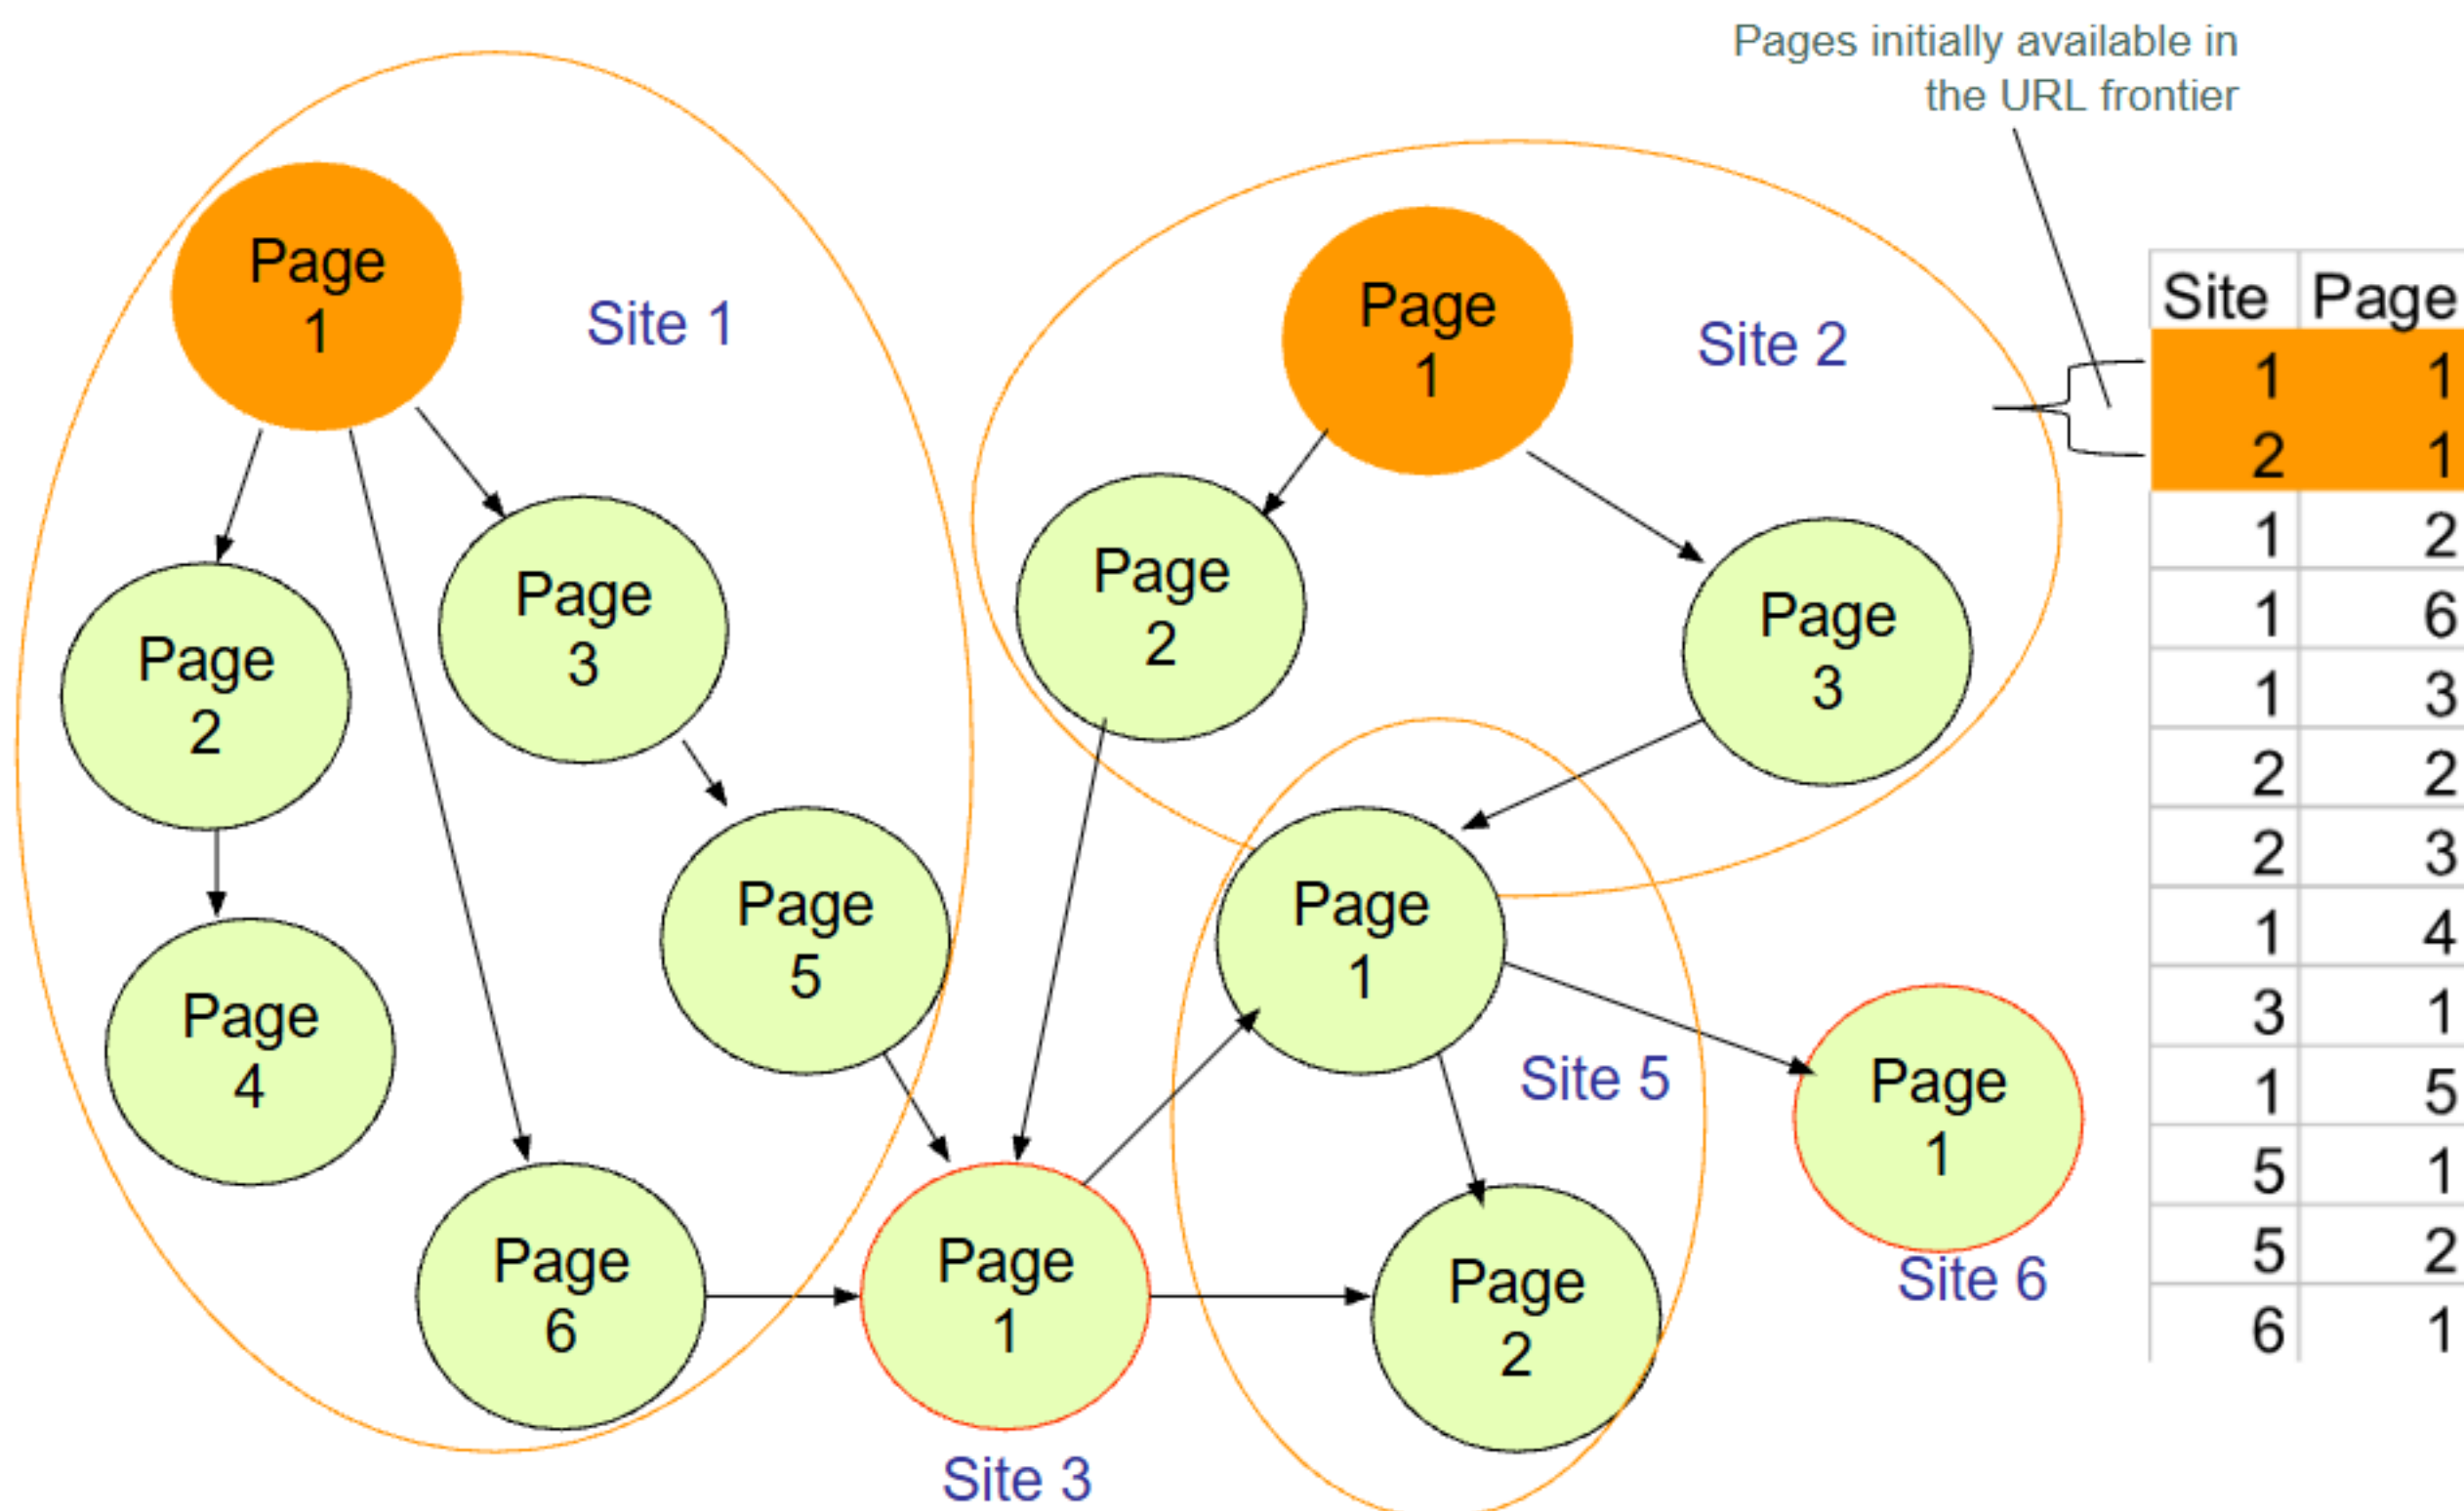 Pages initially available in
the URL frontier
Page
1
Site 1
Page
1
Site 2
Page
2
Page
3
Page
2
Page
3
Page
4
Page
5
Page
1
Site 5
Page
1
Site 6
Page
6
Page
1
Site 3
Page
2
Site Page
1 1
2 1
1 2
1 6
1 3
2 2
2 3
1 4
3 1
1 5
5 1
5 2
6 1